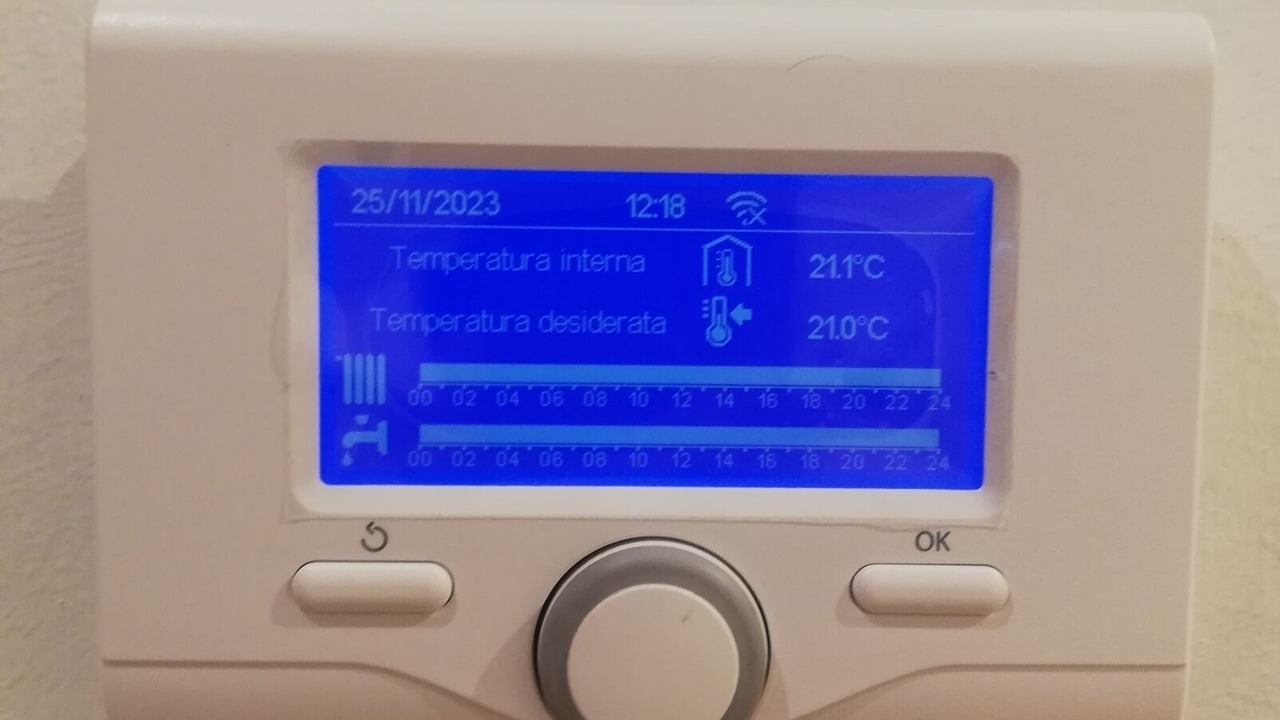 25/11/2023 12:18
Temperatura interna 21.1°C
Temperatura desiderata 21.0°C
00 02 04 06 08 10 12 14 16 18 20 22 24
00 02 04 06 08 10 12 14 16 18 20 22 24
OK